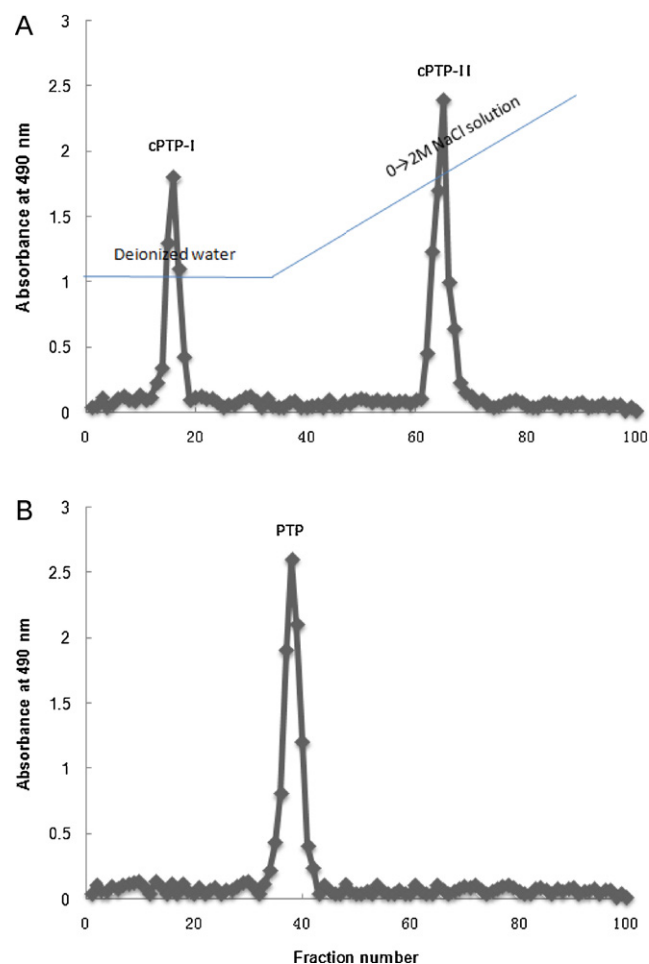 A
3
cPTP-II
2.5
0→2M NaCl solution
cPTP-I
2
1.5
Deionized water
1
0.5
0
0 20 40 60 80 100
Absorbance at 490 nm
B
3
PTP
2.5
2
1.5
1
0.5
0
0 20 40 60 80 100
Absorbance at 490 nm
Fraction number